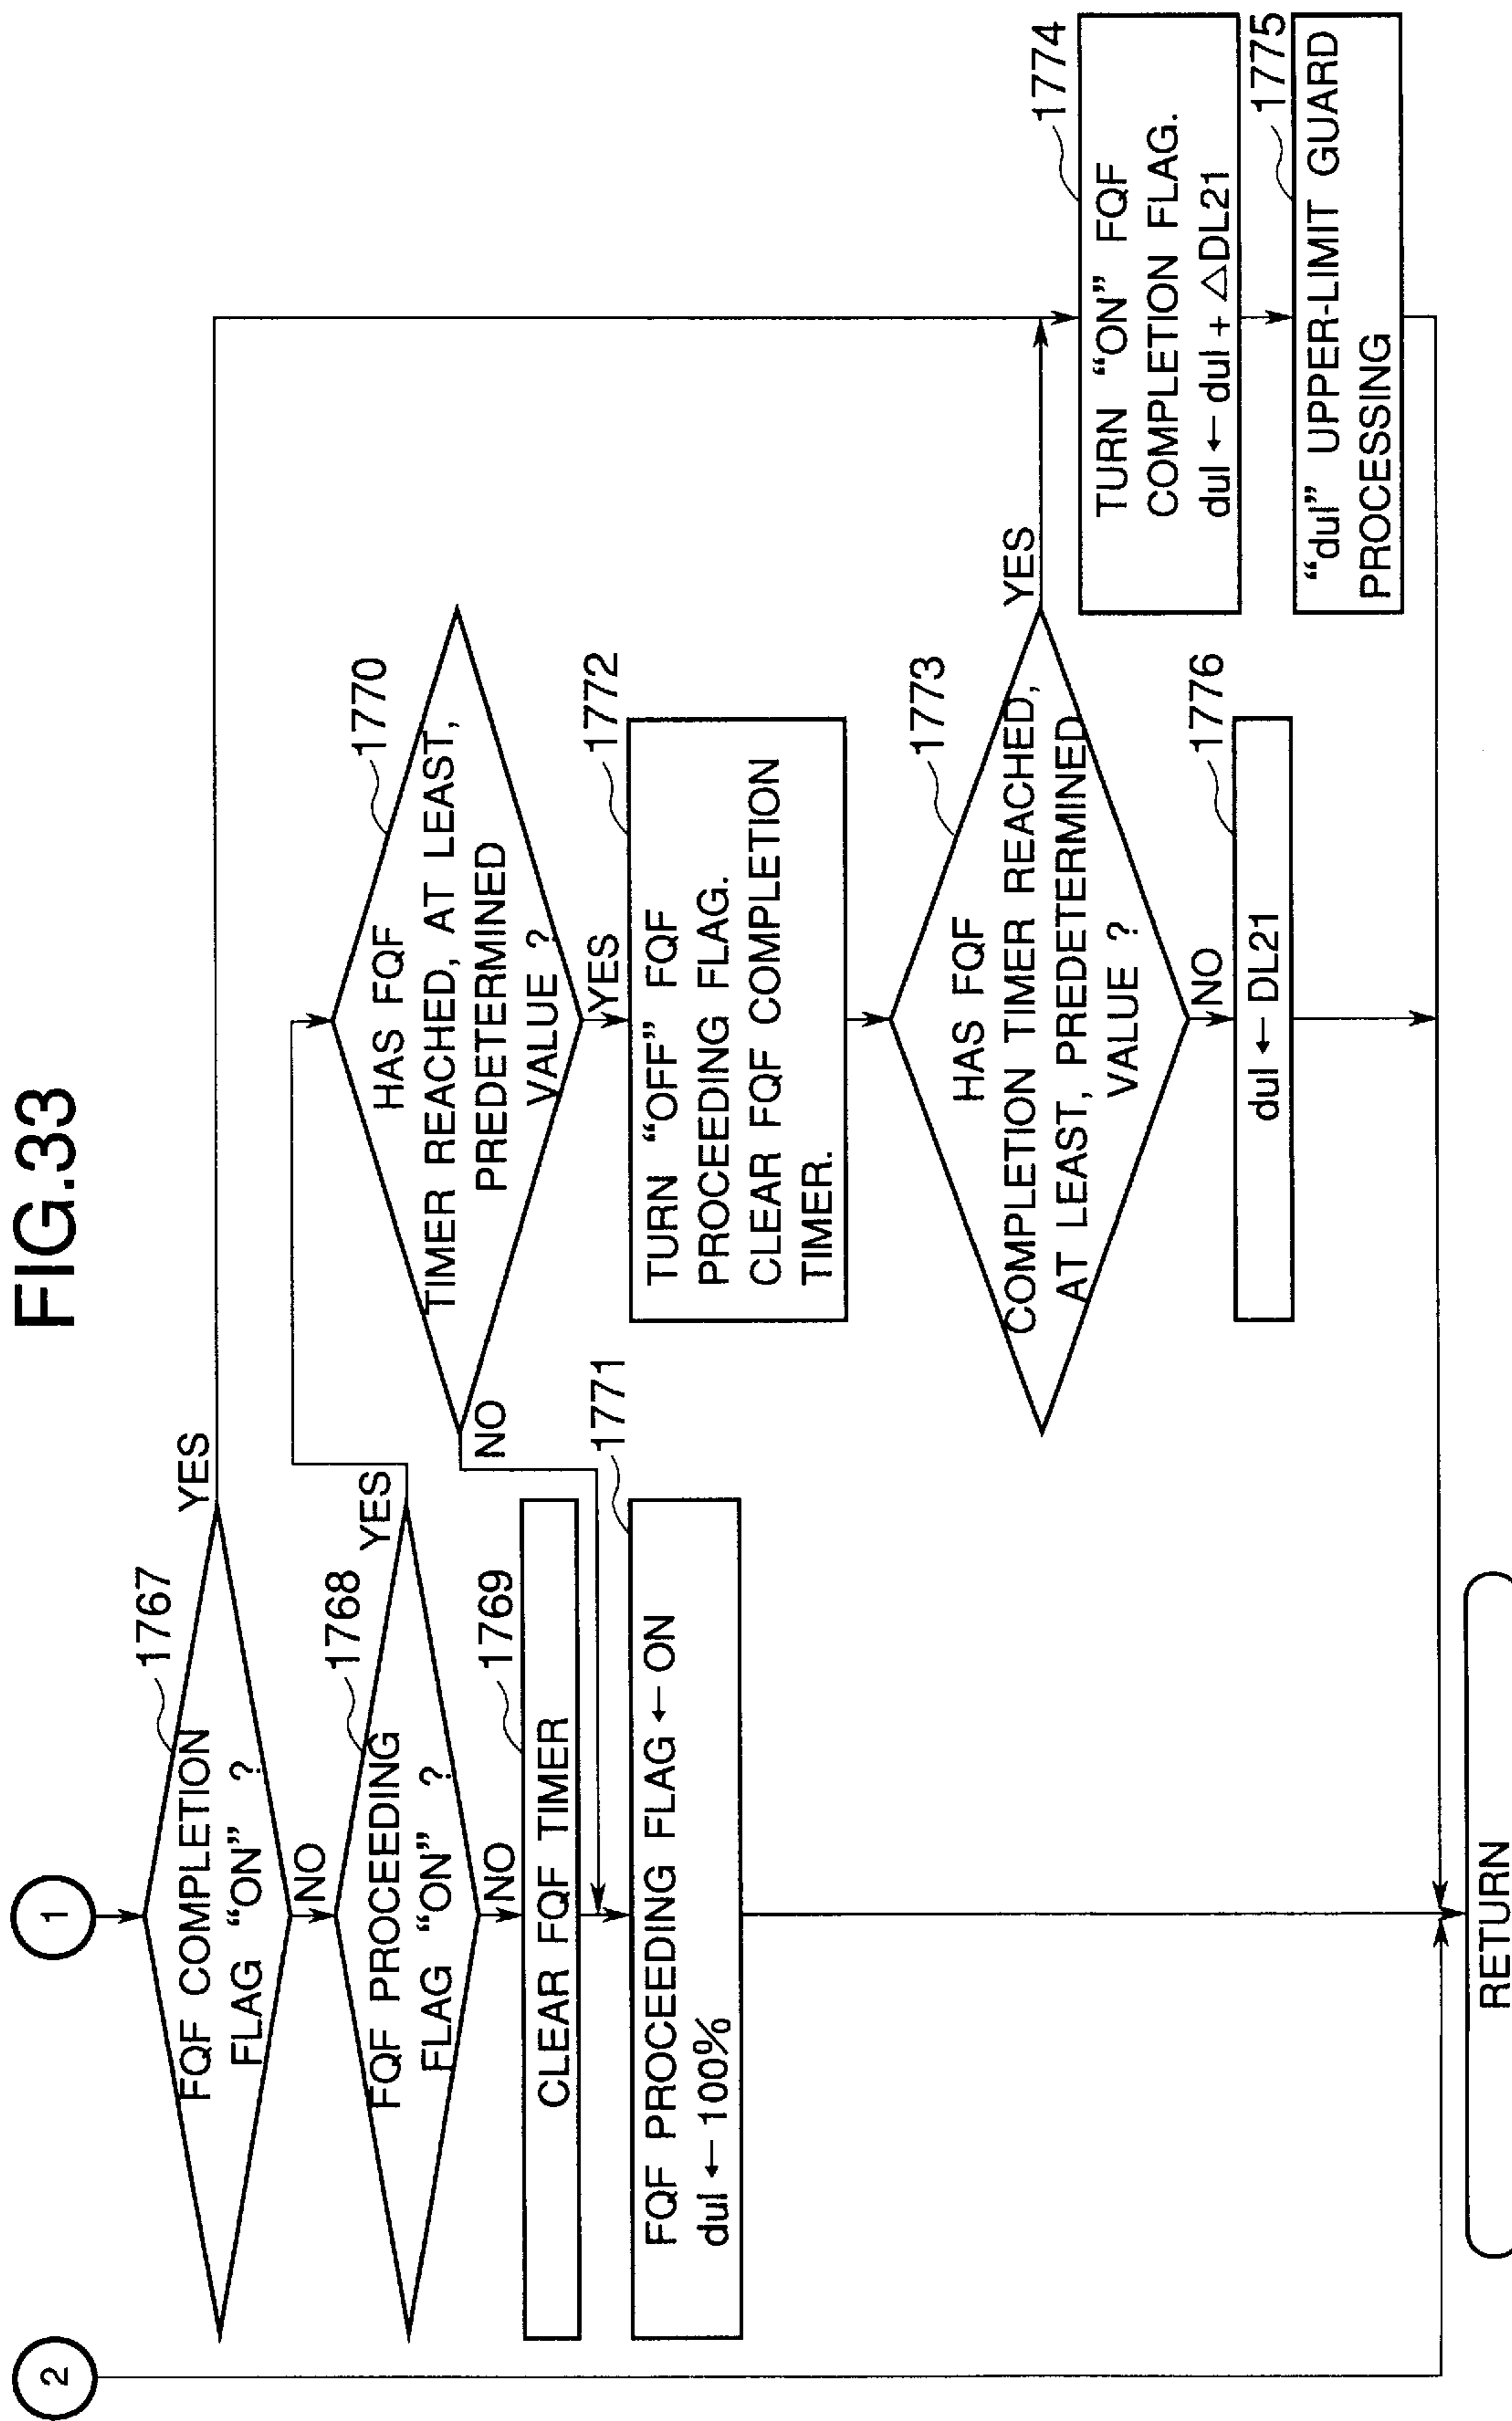 FIG.33
1
2
FQF COMPLETION
FLAG “ON” ?
1767
YES
NO
FQF PROCEEDING
FLAG “ON” ?
1768
YES
NO
CLEAR FQF TIMER
1769
FQF PROCEEDING FLAG ← ON
dul ← 100%
1771
HAS FQF
TIMER REACHED, AT LEAST,
PREDETERMINED
VALUE ?
1770
NO
YES
TURN “OFF” FQF
PROCEEDING FLAG.
CLEAR FQF COMPLETION
TIMER.
1772
HAS FQF
COMPLETION TIMER REACHED,
AT LEAST, PREDETERMINED
VALUE ?
1773
YES
NO
dul ← DL21
1776
TURN “ON” FQF
COMPLETION FLAG.
dul ← dul + △DL21
1774
“dul” UPPER-LIMIT GUARD
PROCESSING
1775
RETURN